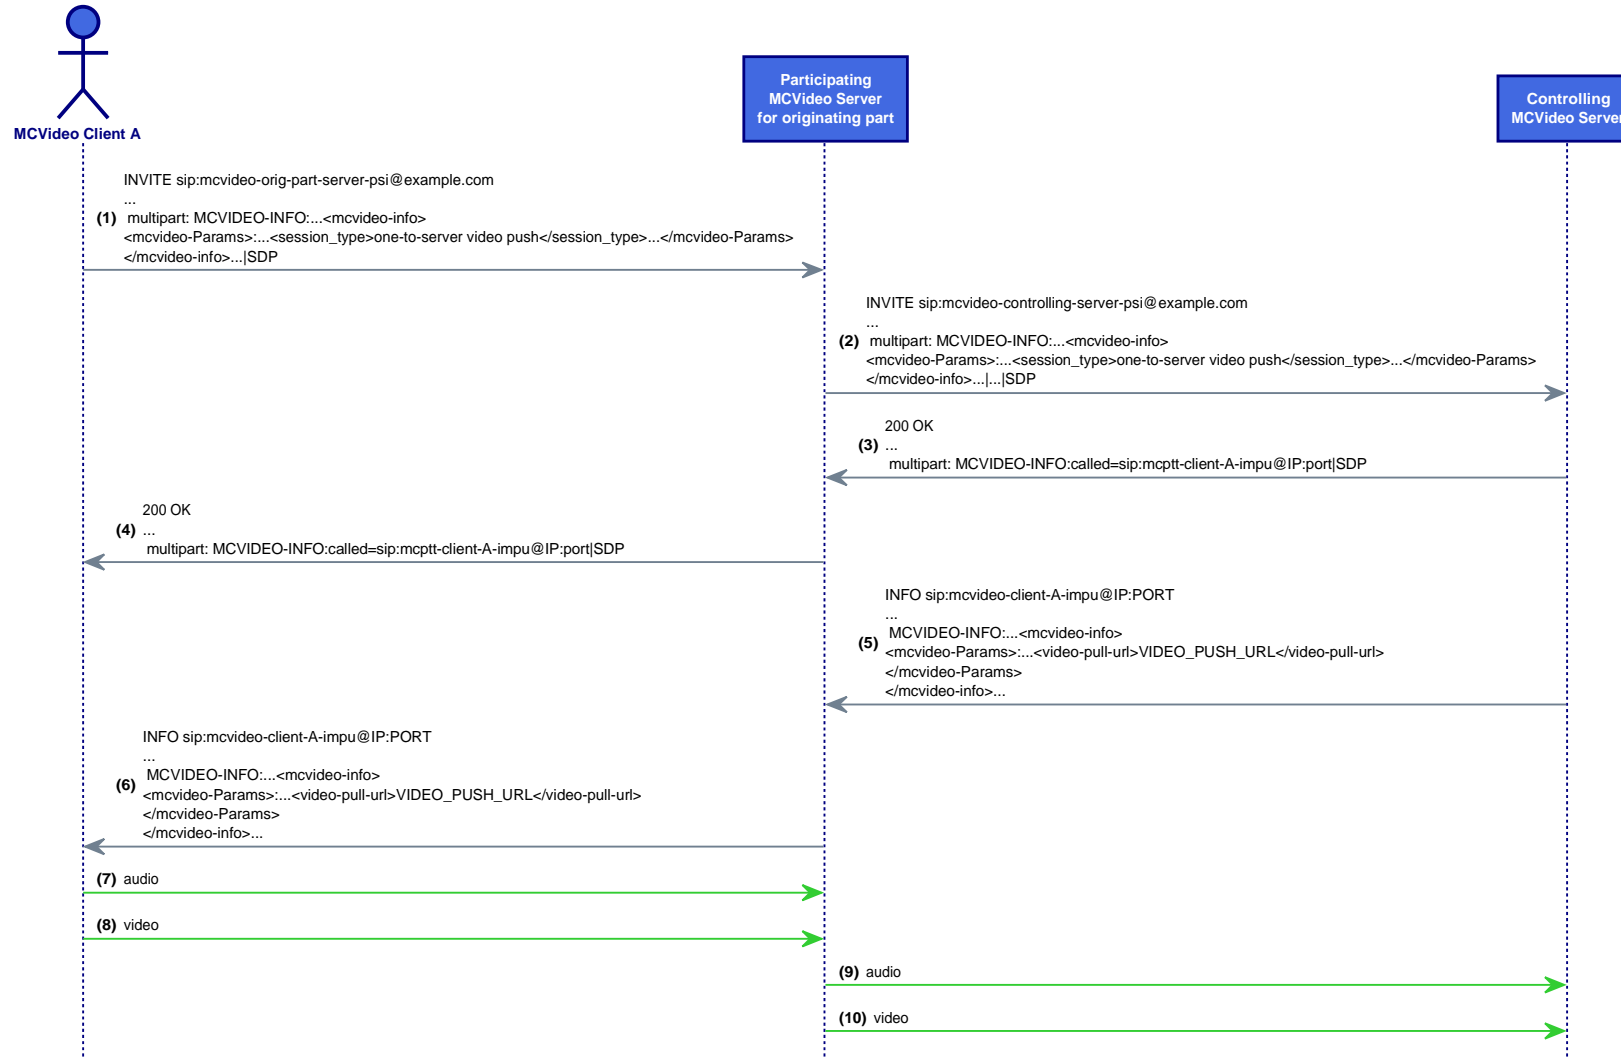 MCVideo Client A
Participating
MCVideo Server
for originating part
Controlling
MCVideo Server
INVITE sip:mcvideo-orig-part-server-psi@example.com
...
(1) multipart: MCVIDEO-INFO:...<mcvideo-info>
<mcvideo-Params>:...<session_type>one-to-server video push</session_type>...</mcvideo-Params>
</mcvideo-info>...|SDP
INVITE sip:mcvideo-controlling-server-psi@example.com
...
(2) multipart: MCVIDEO-INFO:...<mcvideo-info>
<mcvideo-Params>:...<session_type>one-to-server video push</session_type>...</mcvideo-Params>
</mcvideo-info>...|...|SDP
200 OK
(3) ...
multipart: MCVIDEO-INFO:called=sip:mcptt-client-A-impu@IP:port|SDP
200 OK
(4) ...
multipart: MCVIDEO-INFO:called=sip:mcptt-client-A-impu@IP:port|SDP
INFO sip:mcvideo-client-A-impu@IP:PORT
...
MCVIDEO-INFO:...<mcvideo-info>
(5) <mcvideo-Params>:...<video-pull-url>VIDEO_PUSH_URL</video-pull-url>
</mcvideo-Params>
</mcvideo-info>...
INFO sip:mcvideo-client-A-impu@IP:PORT
...
MCVIDEO-INFO:...<mcvideo-info>
(6) <mcvideo-Params>:...<video-pull-url>VIDEO_PUSH_URL</video-pull-url>
</mcvideo-Params>
</mcvideo-info>...
(7) audio
(8) video
(9) audio
(10) video